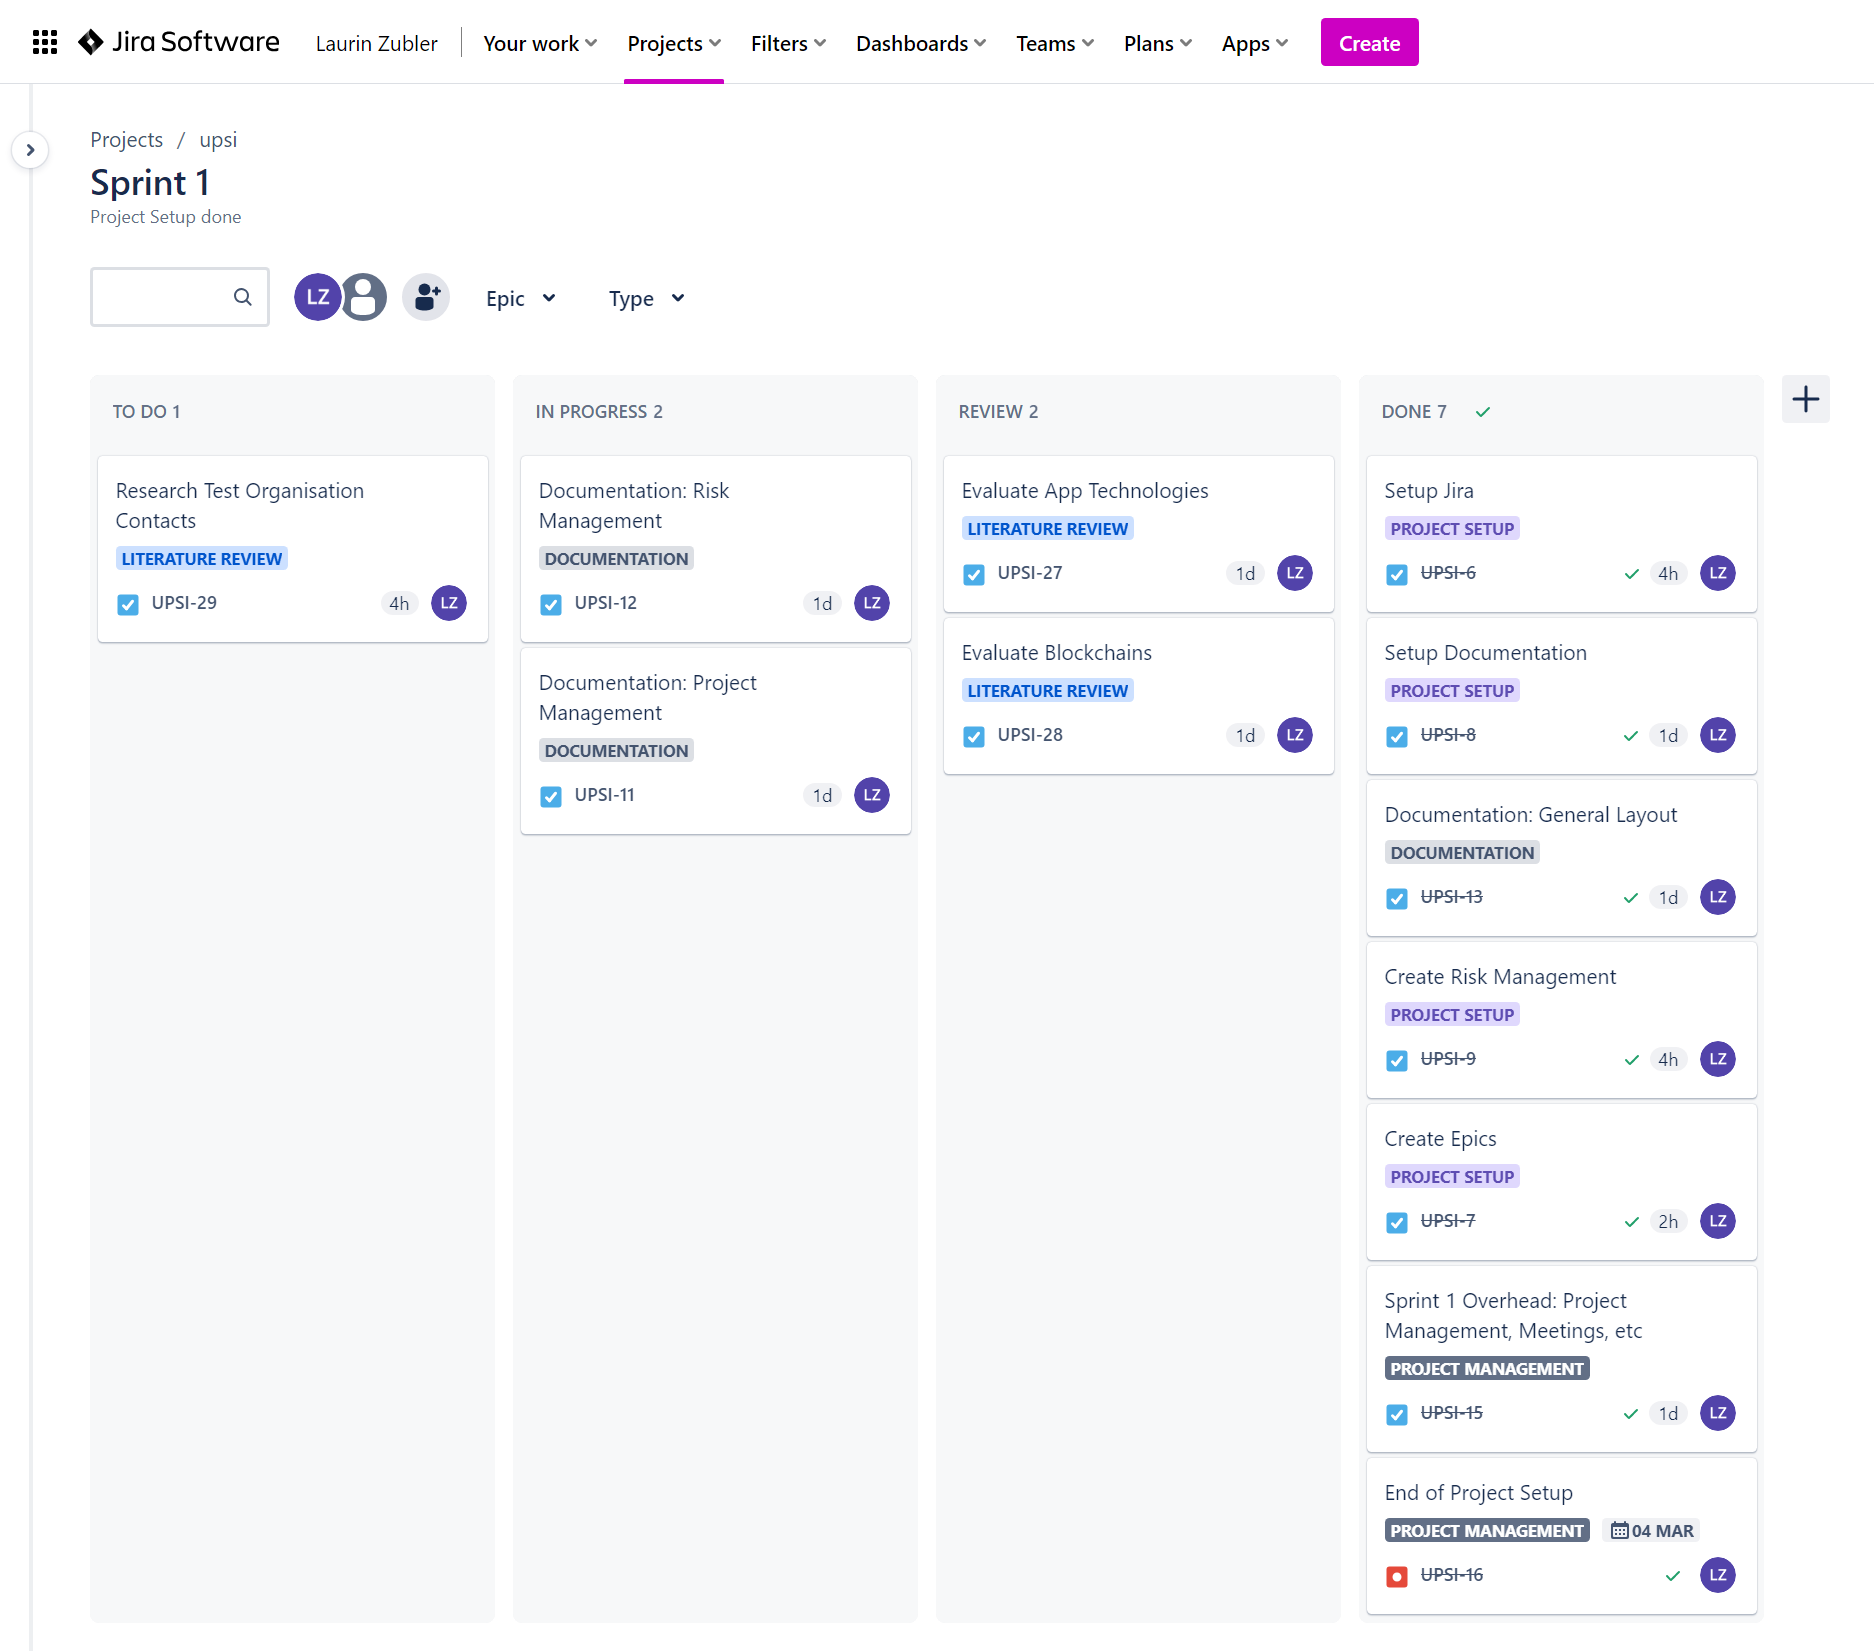 Jira Software Laurin Zubler Your work Projects Filters Dashboards Teams Plans Apps Create
Projects / upsi
Sprint 1
Project Setup done
LZ Epic Type
TO DO 1
Research Test Organisation
Contacts
LITERATURE REVIEW
UPSI-29 4h LZ
IN PROGRESS 2
Documentation: Risk
Management
DOCUMENTATION
UPSI-12 1d LZ
Documentation: Project
Management
DOCUMENTATION
UPSI-11 1d LZ
REVIEW 2
Evaluate App Technologies
LITERATURE REVIEW
UPSI-27 1d LZ
Evaluate Blockchains
LITERATURE REVIEW
UPSI-28 1d LZ
DONE 7
Setup Jira
PROJECT SETUP
UPSI-6 4h LZ
Setup Documentation
PROJECT SETUP
UPSI-8 1d LZ
Documentation: General Layout
DOCUMENTATION
UPSI-13 1d LZ
Create Risk Management
PROJECT SETUP
UPSI-9 4h LZ
Create Epics
PROJECT SETUP
UPSI-7 2h LZ
Sprint 1 Overhead: Project
Management, Meetings, etc
PROJECT MANAGEMENT
UPSI-15 1d LZ
End of Project Setup
PROJECT MANAGEMENT 04 MAR
UPSI-16 LZ